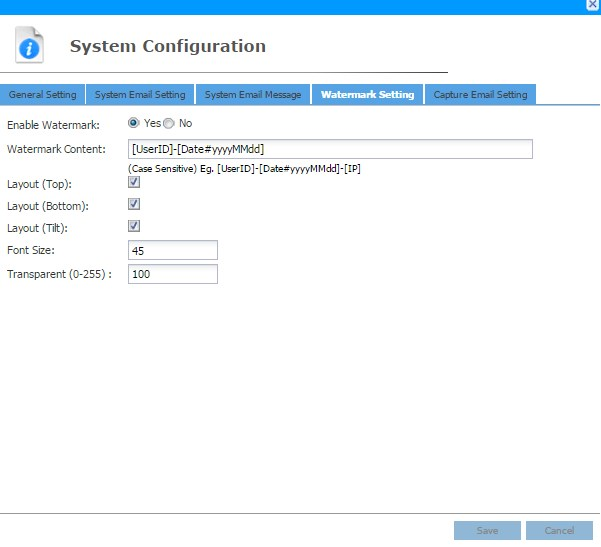 System Configuration
General Setting System Email Setting System Email Message Watermark Setting Capture Email Setting
Enable Watermark: Yes No
Watermark Content: [UserID]-[Date#yyyyMMdd]
(Case Sensitive) Eg. [UserID]-[Date#yyyyMMdd]-[IP]
Layout (Top):
Layout (Bottom):
Layout (Tilt):
Font Size: 45
Transparent (0-255) : 100
Save Cancel